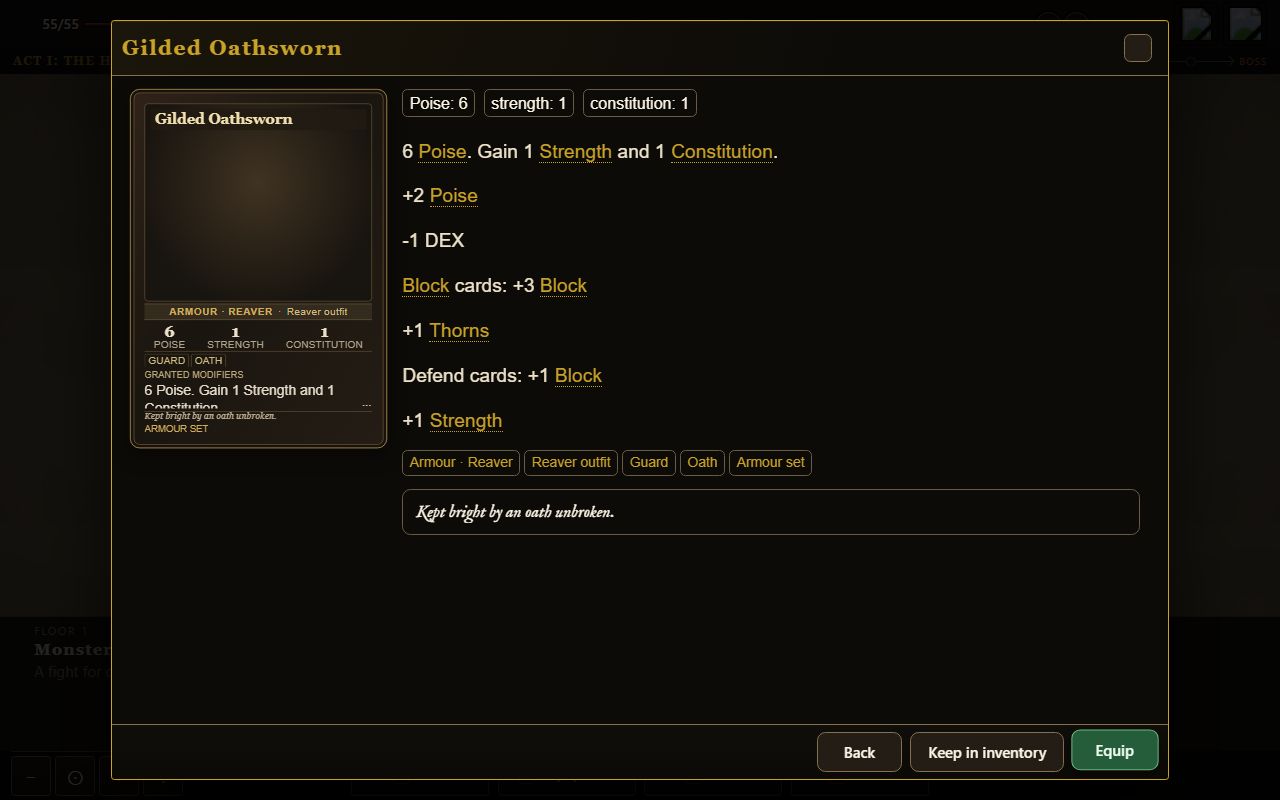 55/55
ACT I: THE H
BOSS
Gilded Oathsworn
Gilded Oathsworn
ARMOUR · REAVER · Reaver outfit
6 1 1
POISE STRENGTH CONSTITUTION
GUARD OATH
GRANTED MODIFIERS
6 Poise. Gain 1 Strength and 1
Constitution ...
Kept bright by an oath unbroken.
ARMOUR SET
Poise: 6 strength: 1 constitution: 1
6 Poise. Gain 1 Strength and 1 Constitution.
+2 Poise
-1 DEX
Block cards: +3 Block
+1 Thorns
Defend cards: +1 Block
+1 Strength
Armour · Reaver Reaver outfit Guard Oath Armour set
Kept bright by an oath unbroken.
FLOOR 1
Monster
A fight for
Back Keep in inventory Equip